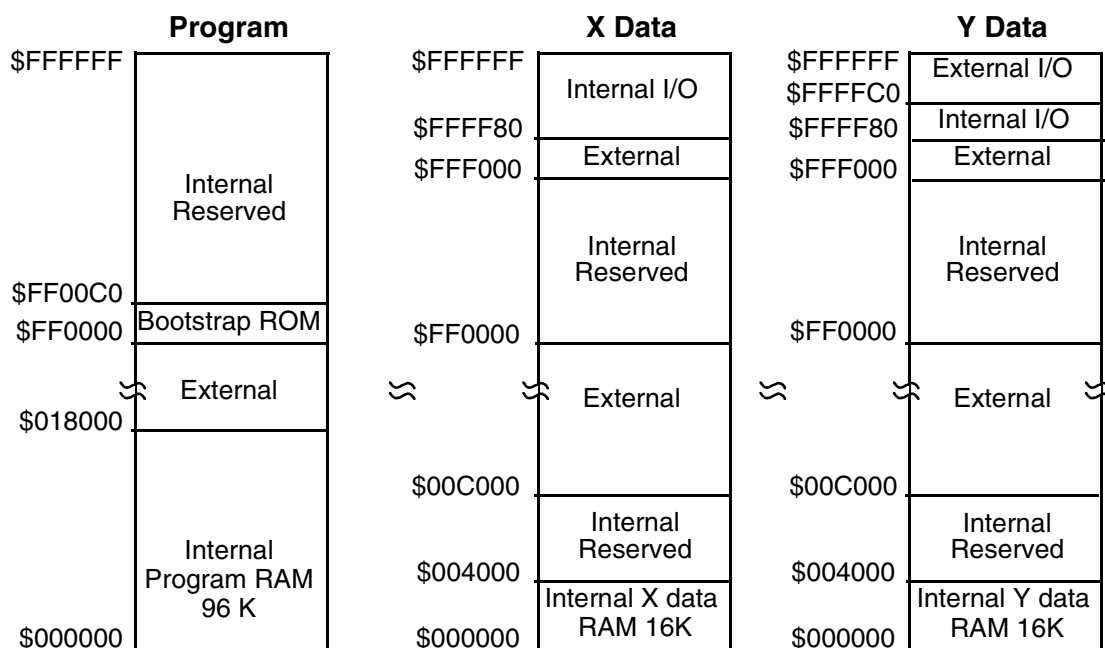 Program
$FFFFFF
Internal
Reserved
$FF00C0
Bootstrap ROM
$FF0000
External
$018000
Internal
Program RAM
96 K
$000000
X Data
$FFFFFF
Internal I/O
$FFFF80
External
$FFF000
Internal
Reserved
$FF0000
External
$00C000
Internal
Reserved
$004000
Internal X data
RAM 16K
$000000
Y Data
$FFFFFF
External I/O
$FFFFC0
Internal I/O
$FFFF80
External
$FFF000
Internal
Reserved
$FF0000
External
$00C000
Internal
Reserved
$004000
Internal Y data
RAM 16K
$000000